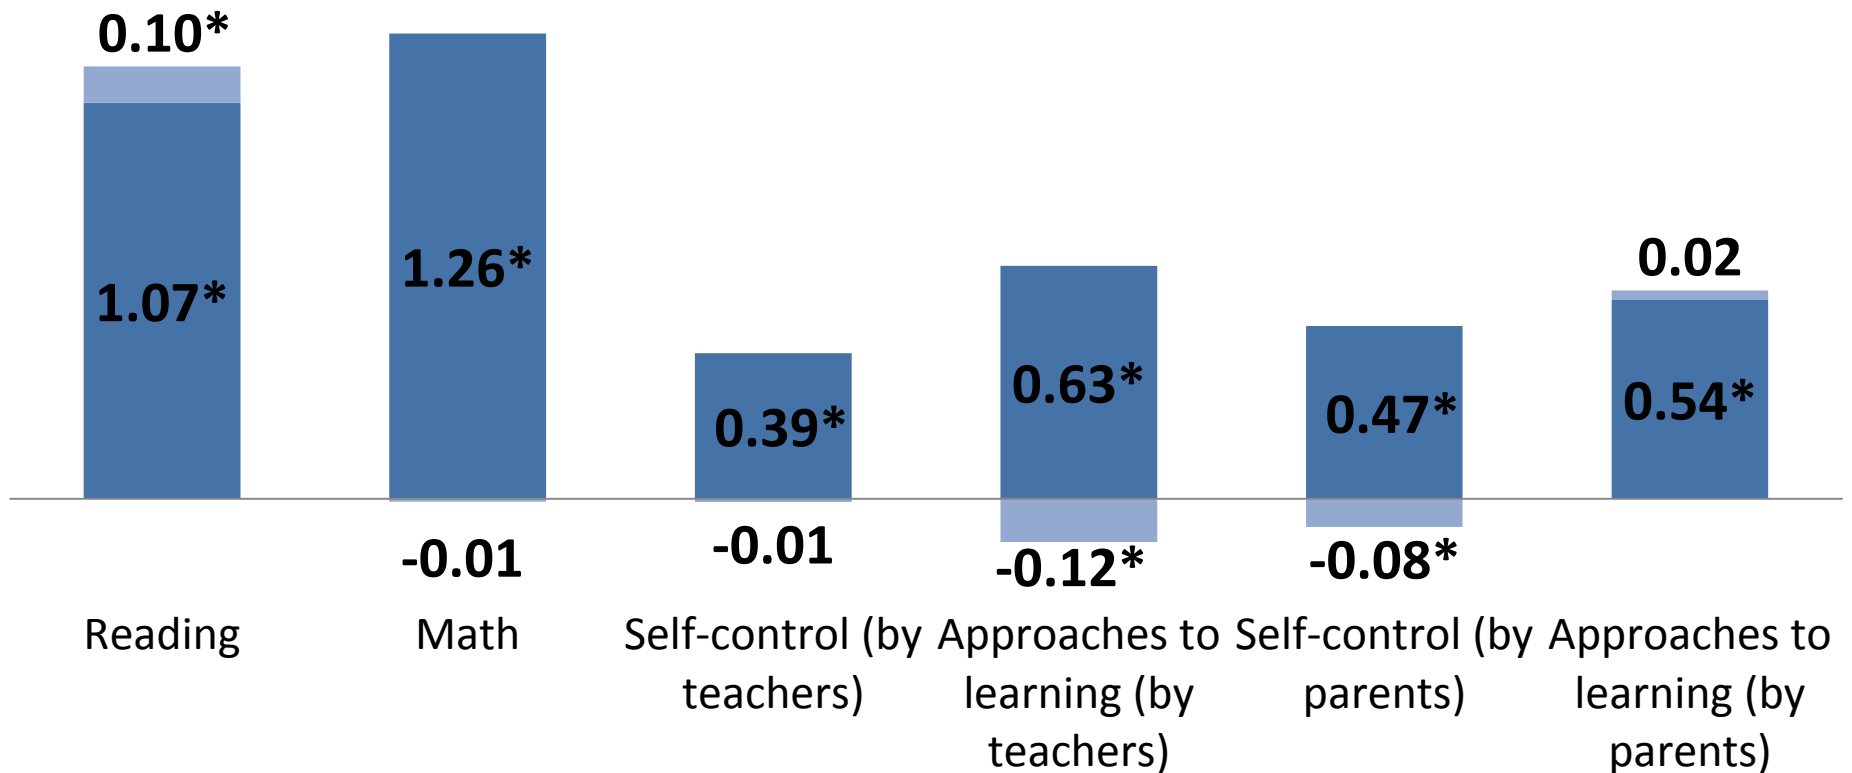 0.10*
1.07*
1.26*
0.39*
0.63*
0.47*
0.02
0.54*
-0.01
-0.01
-0.12*
-0.08*
Reading
Math
Self-control (by
teachers)
Approaches to
learning (by
teachers)
Self-control (by
parents)
Approaches to
learning (by
parents)